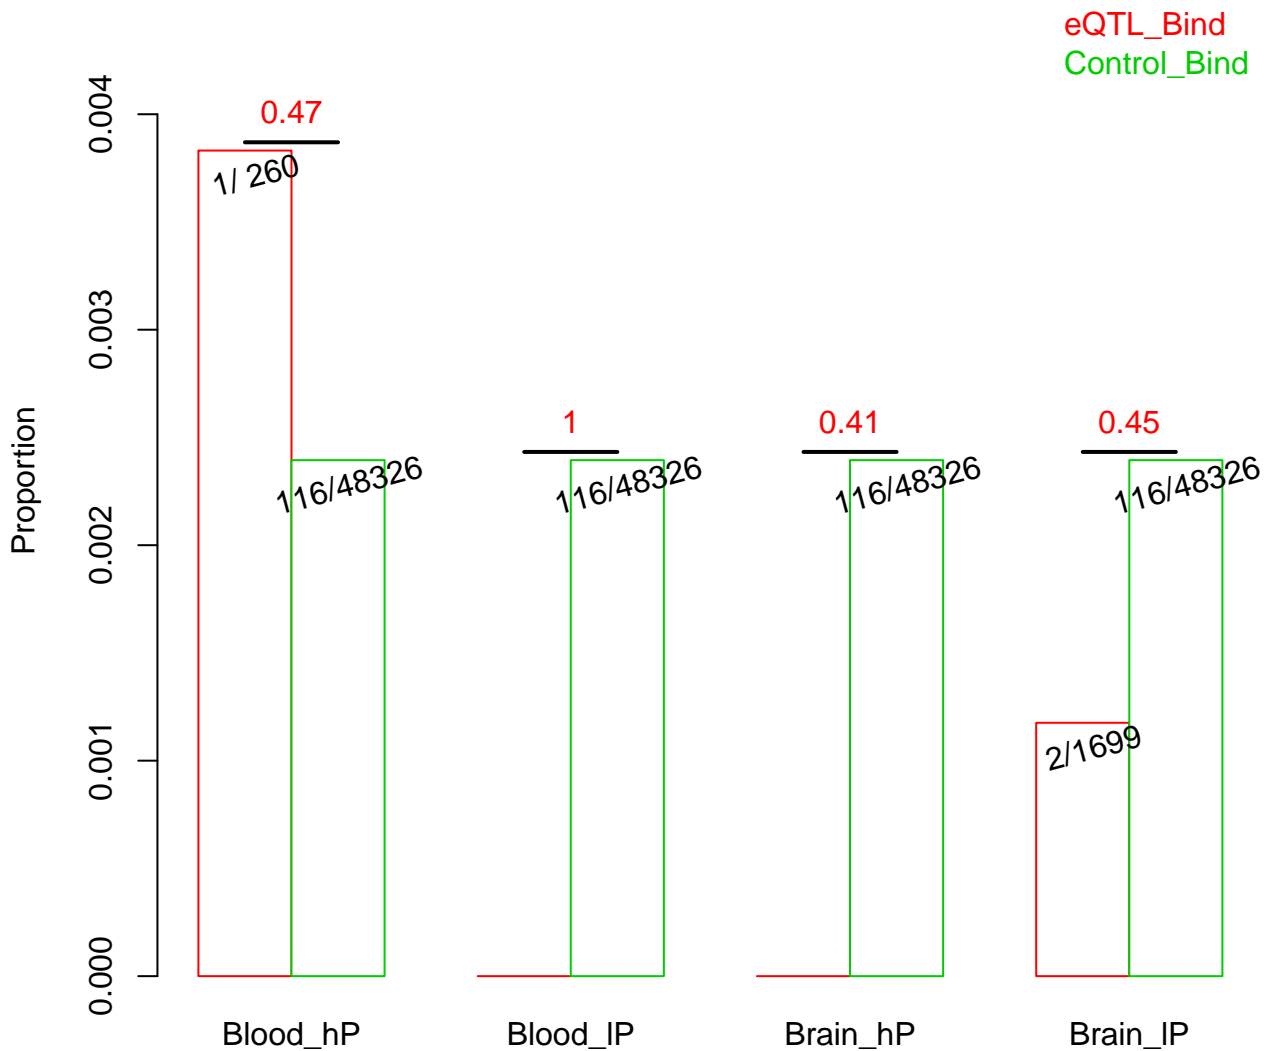 eQTL_Bind
Control_Bind
0.004
0.003
0.002
0.001
0.000
Proportion
0.47
1/ 260
116/48326
1
116/48326
0.41
116/48326
0.45
2/1699
116/48326
Blood_hP
Blood_lP
Brain_hP
Brain_lP